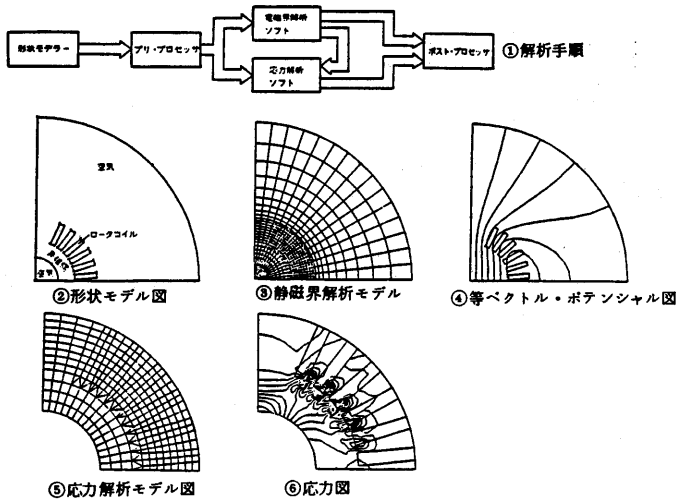 形状モデラー
プリ・プロセッサ
電磁界解析
ソフト
応力解析
ソフト
ポスト・プロセッサ
①解析手順
空気
ロータコイル
空気
②形状モデル図
③静磁界解析モデル
④等ベクトル・ポテンシャル図
⑤応力解析モデル図
⑥応力図